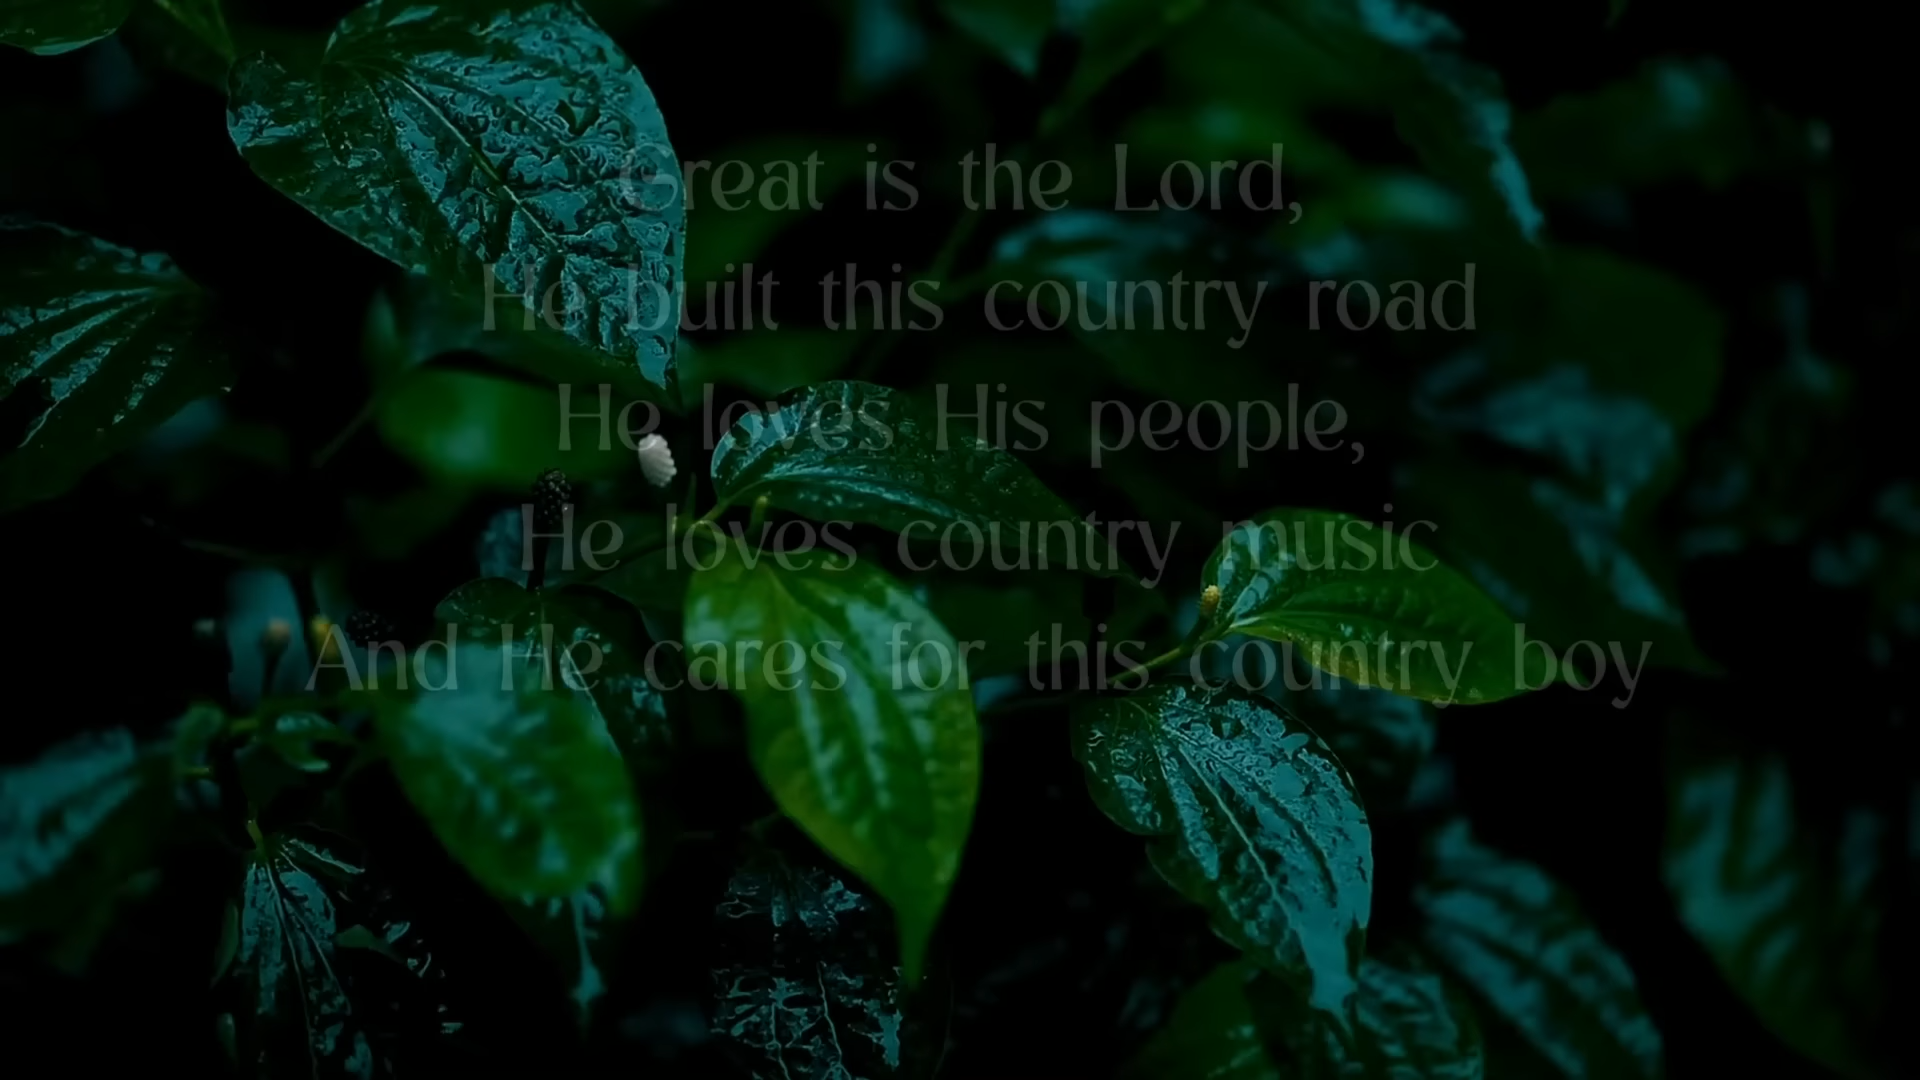 Great is the Lord,
He built this country road
He loves His people,
He loves country music
And He cares for this country boy